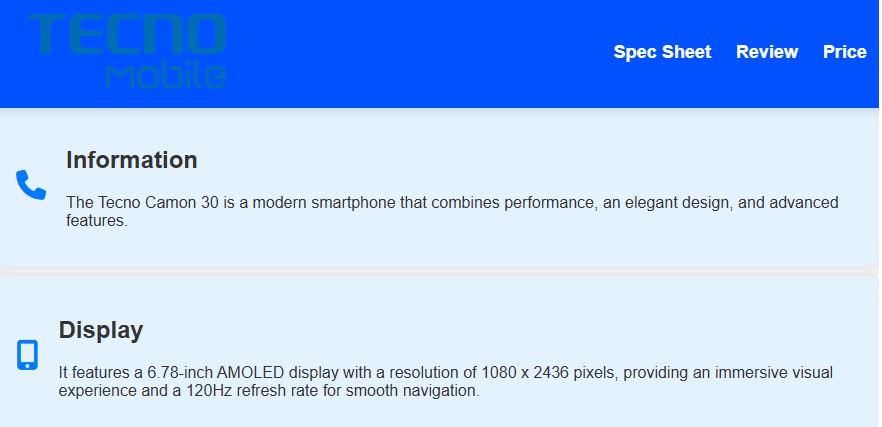 TECNO
mobile
Spec Sheet Review Price
Information
The Tecno Camon 30 is a modern smartphone that combines performance, an elegant design, and advanced
features.
Display
It features a 6.78-inch AMOLED display with a resolution of 1080 x 2436 pixels, providing an immersive visual
experience and a 120Hz refresh rate for smooth navigation.